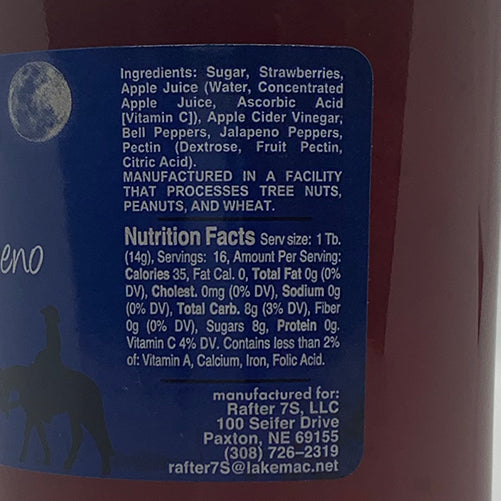 Ingredients: Sugar, Strawberries,
Apple Juice (Water, Concentrated
Apple Juice, Ascorbic Acid
[Vitamin C]), Apple Cider Vinegar,
Bell Peppers, Jalapeno Peppers,
Pectin (Dextrose, Fruit Pectin,
Citric Acid).
MANUFACTURED IN A FACILITY
THAT PROCESSES TREE NUTS,
PEANUTS, AND WHEAT.
eno
Nutrition Facts Serv size: 1 Tb.
(14g), Servings: 16, Amount Per Serving:
Calories 35, Fat Cal. 0, Total Fat 0g (0%
DV), Cholest. 0mg (0% DV), Sodium 0g
(0% DV), Total Carb. 8g (3% DV), Fiber
0g (0% DV), Sugars 8g, Protein 0g.
Vitamin C 4% DV. Contains less than 2%
of: Vitamin A, Calcium, Iron, Folic Acid.
manufactured for:
Rafter 7S, LLC
100 Seifer Drive
Paxton, NE 69155
(308) 726–2319
rafter7S@lakemac.net